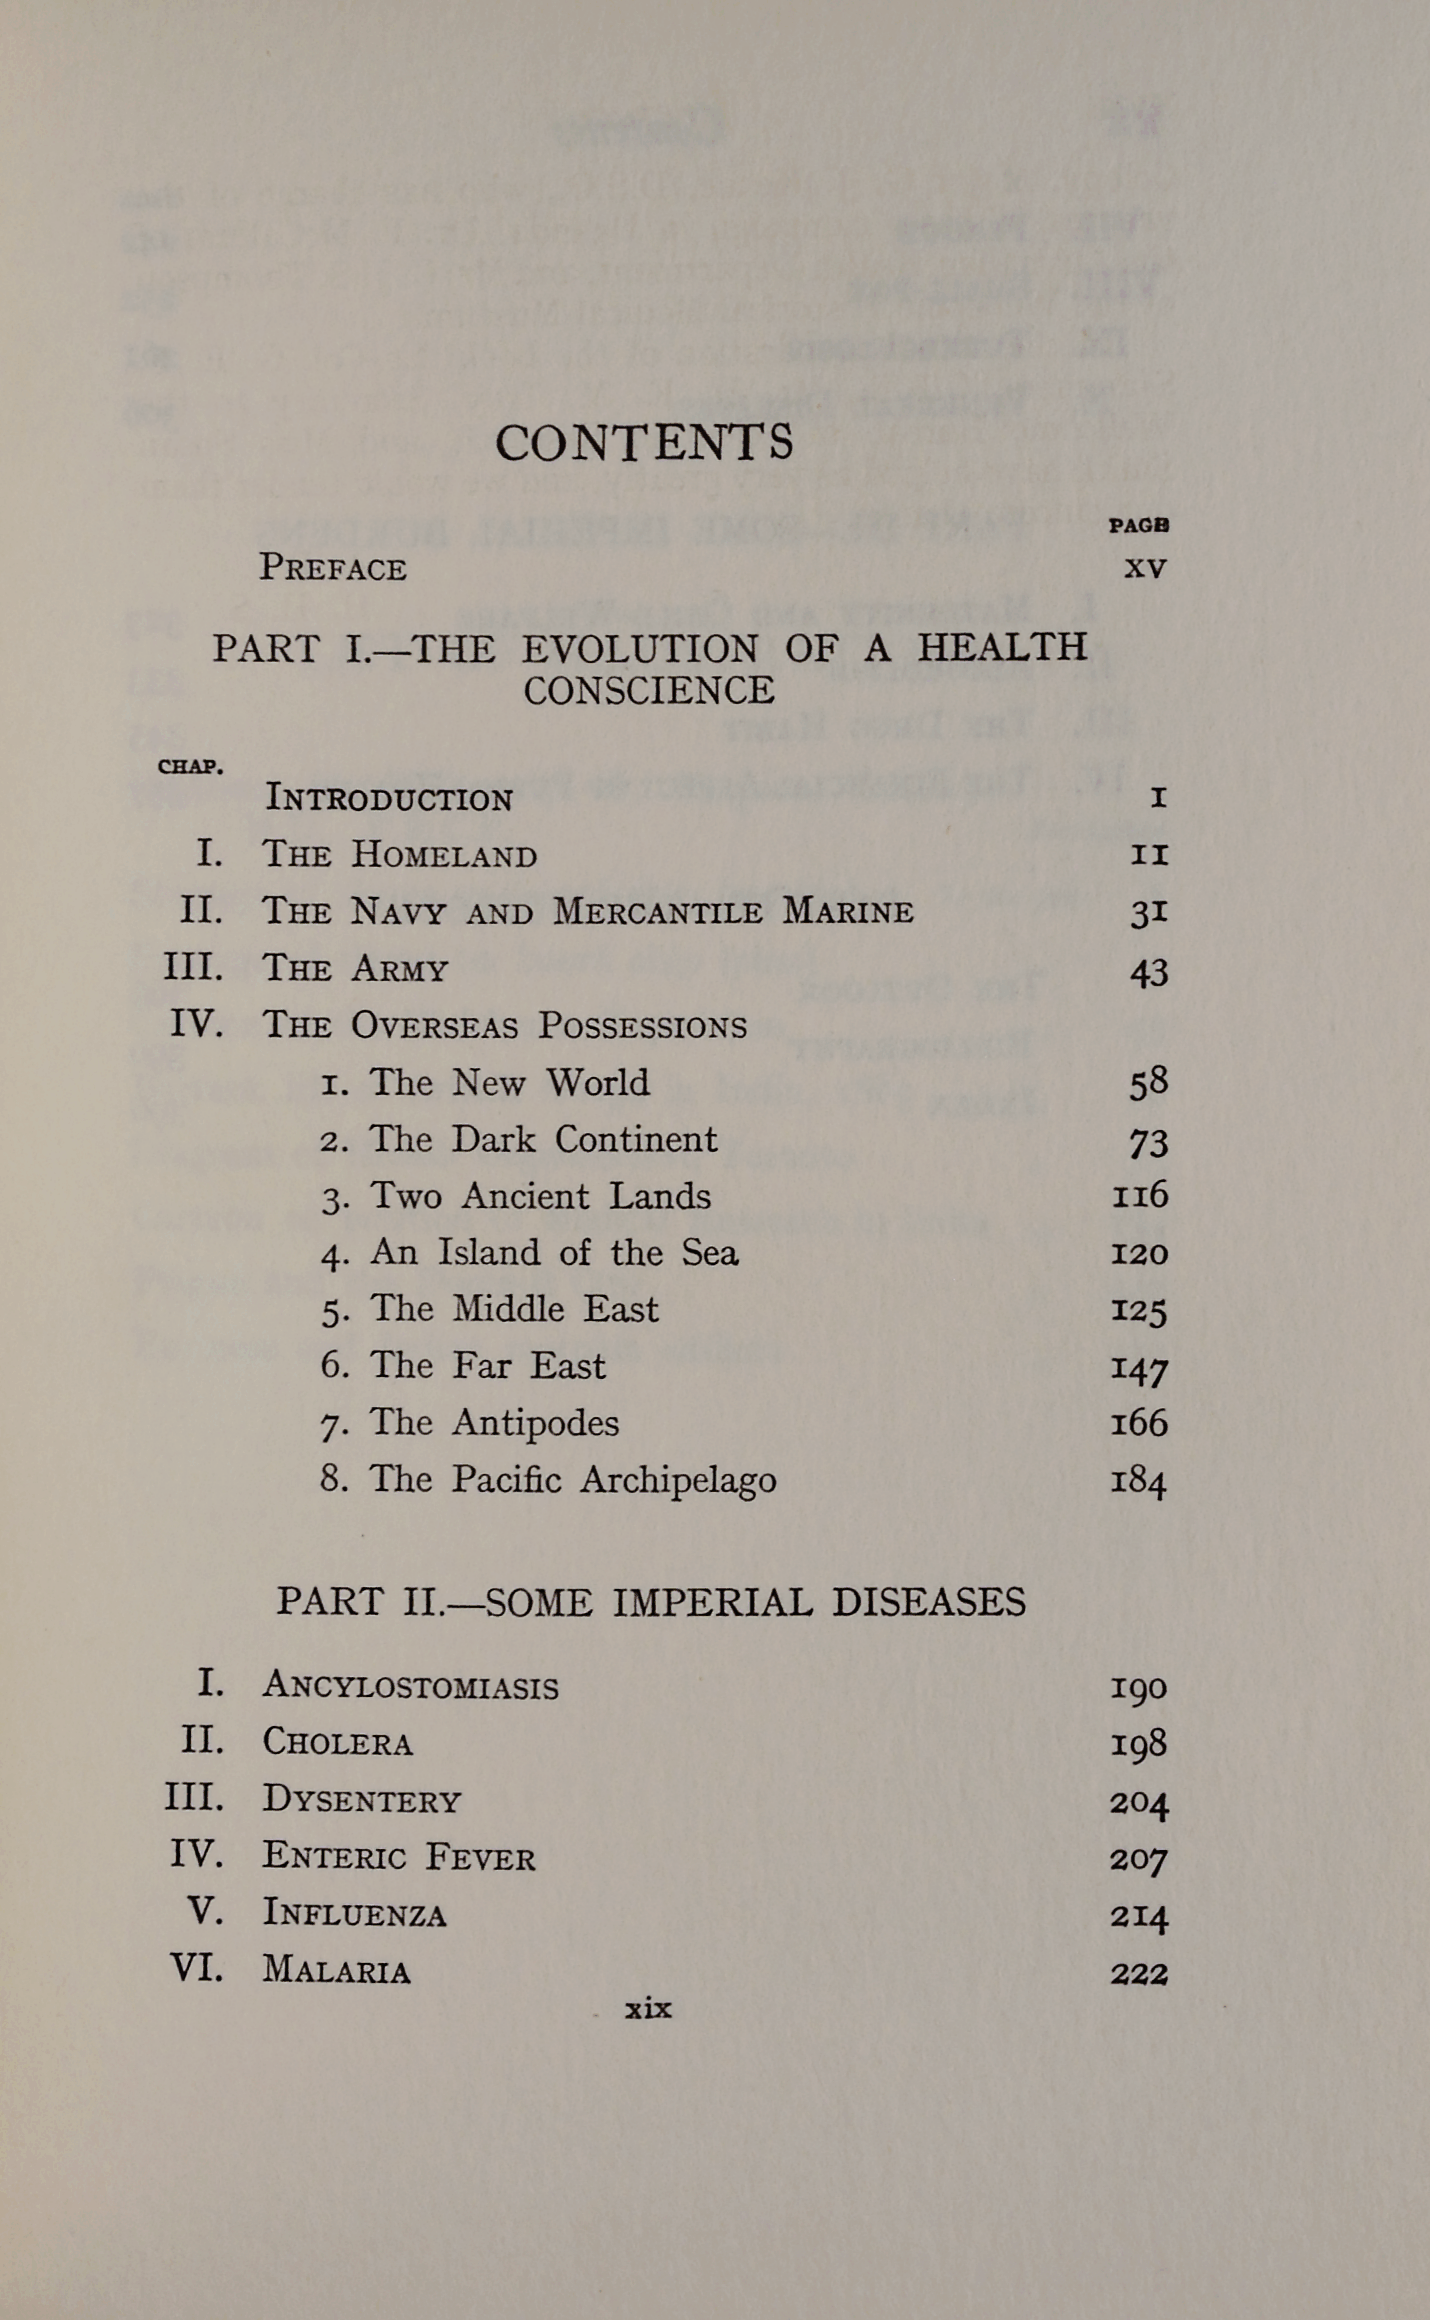 CONTENTS
PAGE
PREFACE XV
PART I.—THE EVOLUTION OF A HEALTH
CONSCIENCE
CHAP.
INTRODUCTION 1
I. THE HOMELAND 11
II. THE NAVY AND MERCANTILE MARINE 31
III. THE ARMY 43
IV. THE OVERSEAS POSSESSIONS
1. The New World 58
2. The Dark Continent 73
3. Two Ancient Lands 116
4. An Island of the Sea 120
5. The Middle East 125
6. The Far East 147
7. The Antipodes 166
8. The Pacific Archipelago 184
PART II.—SOME IMPERIAL DISEASES
I. ANCYLOSTOMIASIS 190
II. CHOLERA 198
III. DYSENTERY 204
IV. ENTERIC FEVER 207
V. INFLUENZA 214
VI. MALARIA 222
xix